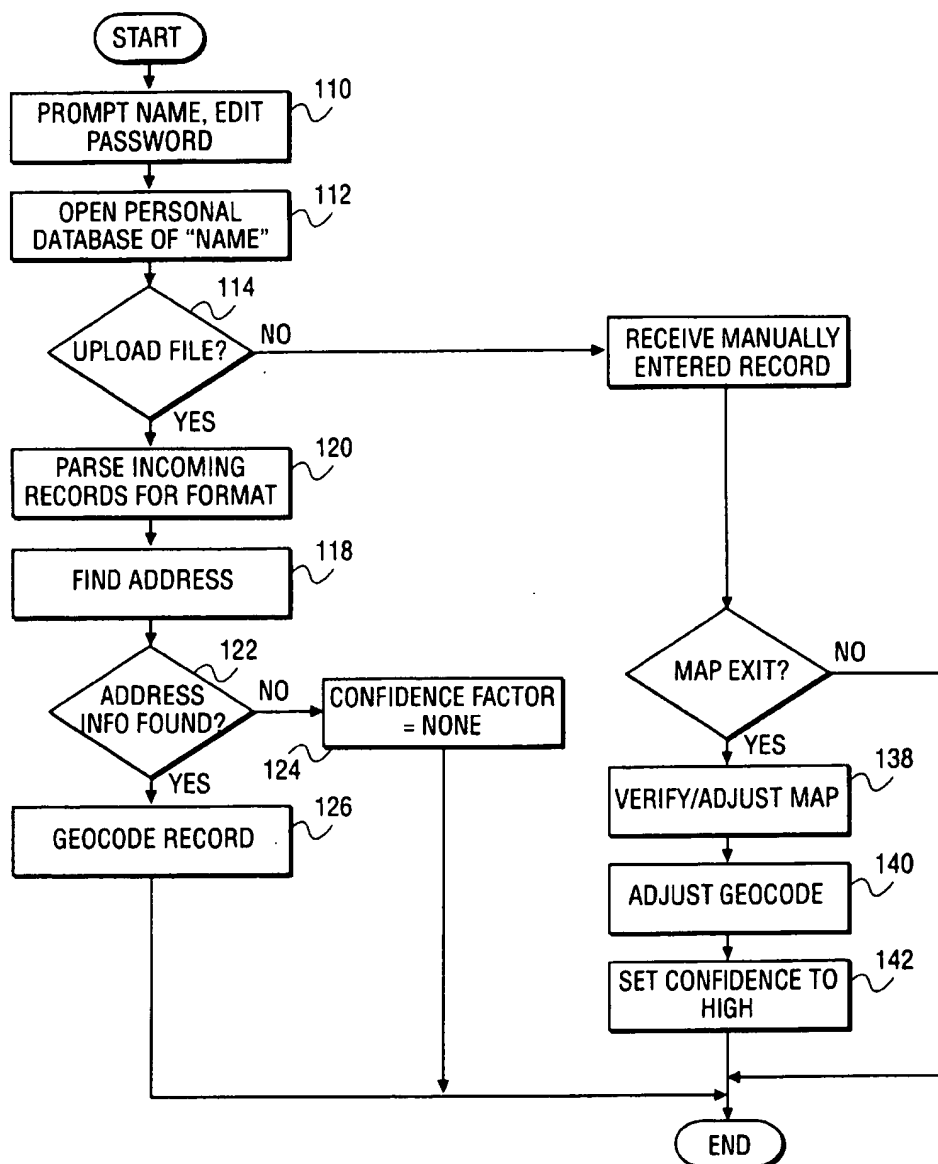 START
PROMPT NAME, EDIT
PASSWORD
110
OPEN PERSONAL
DATABASE OF “NAME”
112
UPLOAD FILE?
114
NO
YES
RECEIVE MANUALLY
ENTERED RECORD
PARSE INCOMING
RECORDS FOR FORMAT
120
FIND ADDRESS
118
ADDRESS
INFO FOUND?
122
NO
YES
CONFIDENCE FACTOR
= NONE
124
GEOCODE RECORD
126
MAP EXIT?
NO
YES
VERIFY/ADJUST MAP
138
ADJUST GEOCODE
140
SET CONFIDENCE TO
HIGH
142
END